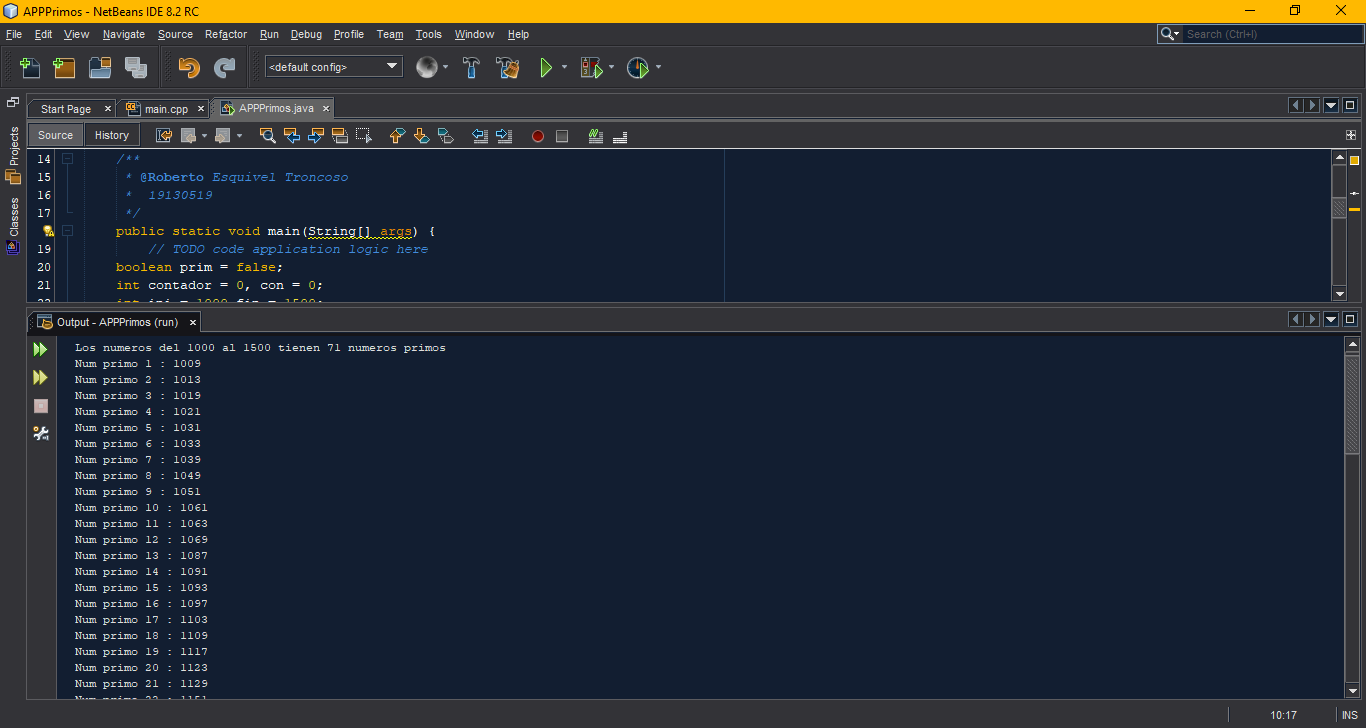 APPPrimos - NetBeans IDE 8.2 RC
File Edit View Navigate Source Refactor Run Debug Profile Team Tools Window Help
Search (Ctrl+I)
<default config>
Start Page main.cpp APPPrimos.java
Projects
Classes
Source History
14 /**
15 * @Roberto Esquivel Troncoso
16 * 19130519
17 */
public static void main(String[] args) {
19 // TODO code application logic here
20 boolean prim = false;
21 int contador = 0, con = 0;
Output - APPPrimos (run)
Los numeros del 1000 al 1500 tienen 71 numeros primos
Num primo 1 : 1009
Num primo 2 : 1013
Num primo 3 : 1019
Num primo 4 : 1021
Num primo 5 : 1031
Num primo 6 : 1033
Num primo 7 : 1039
Num primo 8 : 1049
Num primo 9 : 1051
Num primo 10 : 1061
Num primo 11 : 1063
Num primo 12 : 1069
Num primo 13 : 1087
Num primo 14 : 1091
Num primo 15 : 1093
Num primo 16 : 1097
Num primo 17 : 1103
Num primo 18 : 1109
Num primo 19 : 1117
Num primo 20 : 1123
Num primo 21 : 1129
10:17 INS